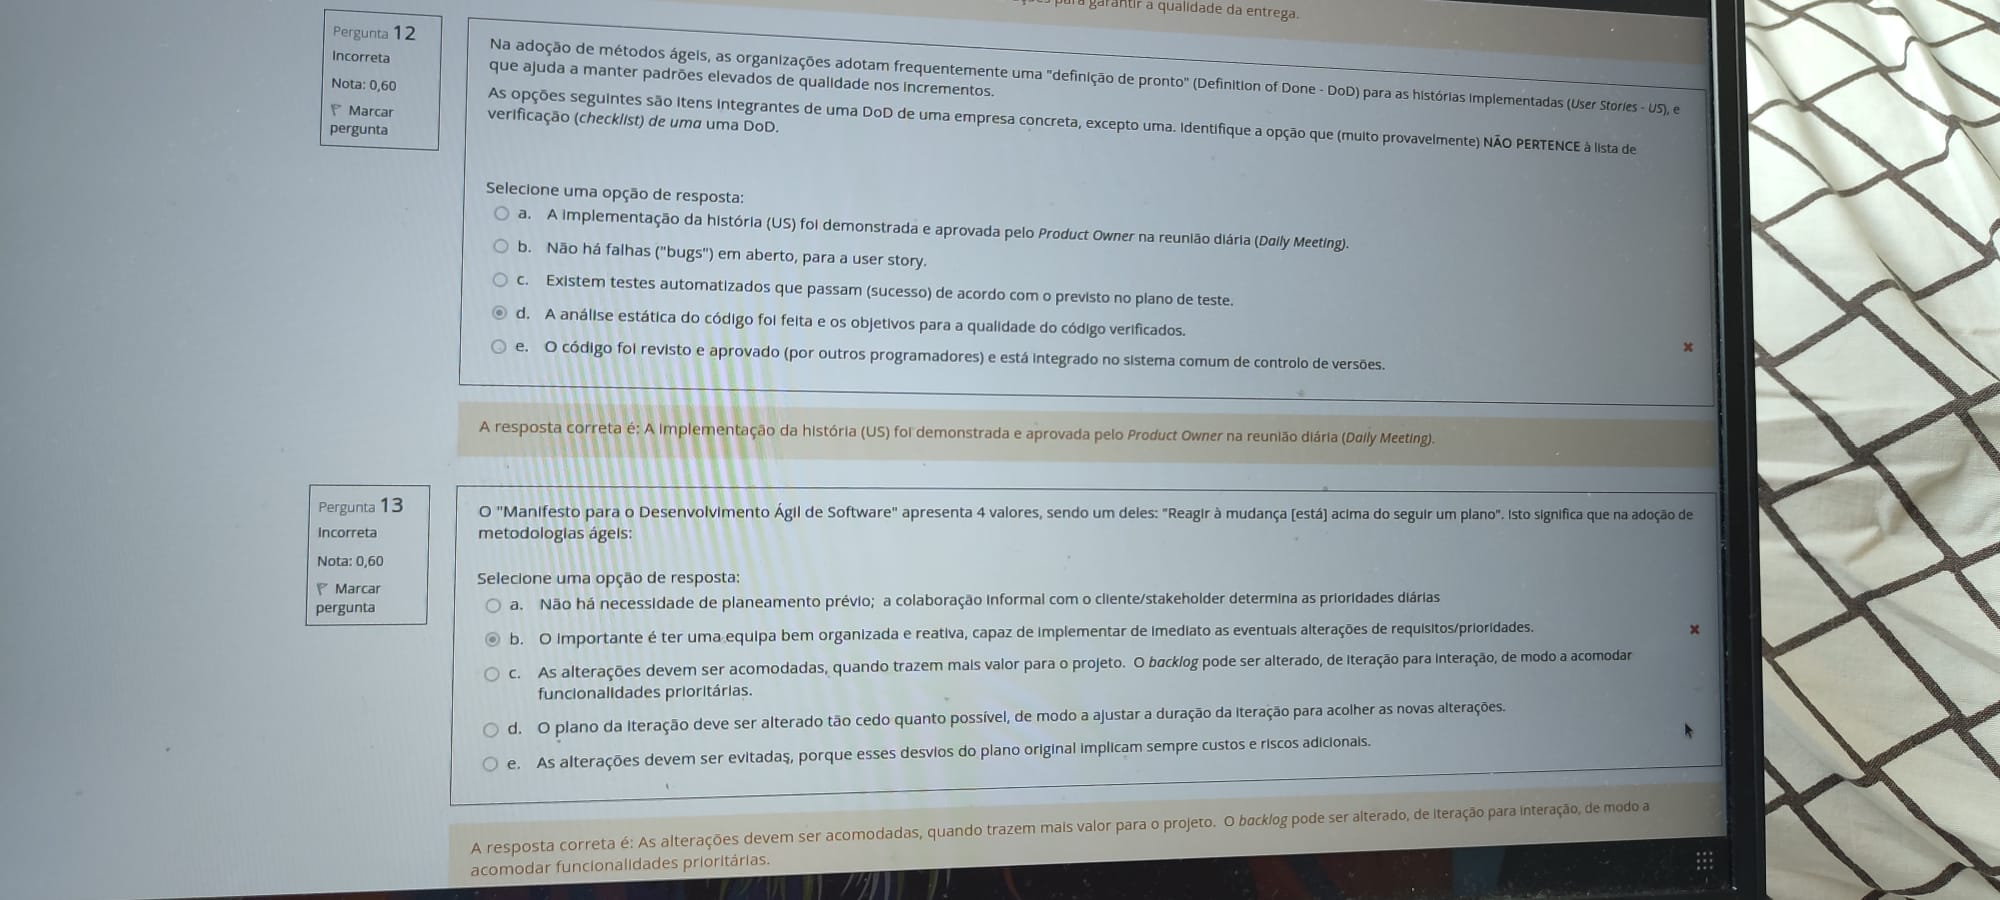 para garantir a qualidade da entrega.
Pergunta 12
Incorreta
Nota: 0,60
Marcar
pergunta
Na adoção de métodos ágeis, as organizações adotam frequentemente uma "definição de pronto" (Definition of Done - DoD) para as histórias implementadas (User Stories - US), e
que ajuda a manter padrões elevados de qualidade nos incrementos.
As opções seguintes são itens integrantes de uma DoD de uma empresa concreta, excepto uma. Identifique a opção que (muito provavelmente) NÃO PERTENCE à lista de
verificação (checklist) de uma uma DoD.
Selecione uma opção de resposta:
a. A implementação da história (US) foi demonstrada e aprovada pelo Product Owner na reunião diária (Daily Meeting).
b. Não há falhas ("bugs") em aberto, para a user story.
c. Existem testes automatizados que passam (sucesso) de acordo com o previsto no plano de teste.
d. A análise estática do código foi feita e os objetivos para a qualidade do código verificados.
e. O código foi revisto e aprovado (por outros programadores) e está integrado no sistema comum de controlo de versões.
A resposta correta é: A implementação da história (US) foi demonstrada e aprovada pelo Product Owner na reunião diária (Daily Meeting).
Pergunta 13
Incorreta
Nota: 0,60
Marcar
pergunta
O "Manifesto para o Desenvolvimento Ágil de Software" apresenta 4 valores, sendo um deles: "Reagir à mudança [está] acima do seguir um plano". Isto significa que na adoção de
metodologias ágeis:
Selecione uma opção de resposta:
a. Não há necessidade de planeamento prévio; a colaboração informal com o cliente/stakeholder determina as prioridades diárias
b. O importante é ter uma equipa bem organizada e reativa, capaz de implementar de imediato as eventuais alterações de requisitos/prioridades.
c. As alterações devem ser acomodadas, quando trazem mais valor para o projeto. O backlog pode ser alterado, de iteração para interação, de modo a acomodar
funcionalidades prioritárias.
d. O plano da iteração deve ser alterado tão cedo quanto possível, de modo a ajustar a duração da iteração para acolher as novas alterações.
e. As alterações devem ser evitadas, porque esses desvios do plano original implicam sempre custos e riscos adicionais.
A resposta correta é: As alterações devem ser acomodadas, quando trazem mais valor para o projeto. O backlog pode ser alterado, de iteração para interação, de modo a
acomodar funcionalidades prioritárias.